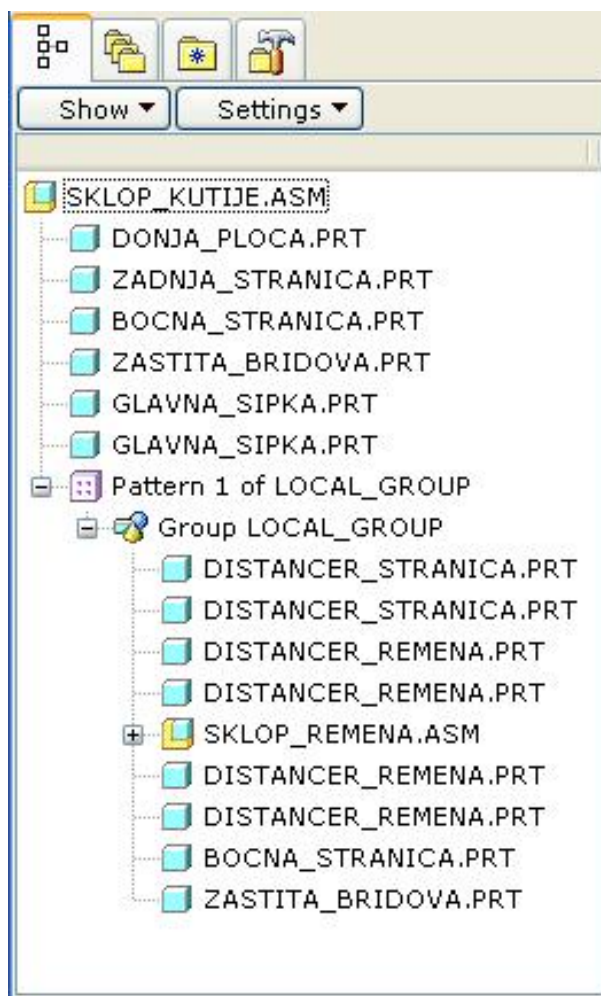 Show Settings
SKLOP_KUTIJE.ASM
DONJA_PLOCA.PRT
ZADNJA_STRANICA.PRT
BOCNA_STRANICA.PRT
ZASTITA_BRIDOVA.PRT
GLAVNA_SIPKA.PRT
GLAVNA_SIPKA.PRT
Pattern 1 of LOCAL_GROUP
Group LOCAL_GROUP
DISTANCER_STRANICA.PRT
DISTANCER_STRANICA.PRT
DISTANCER_REMENA.PRT
DISTANCER_REMENA.PRT
SKLOP_REMENA.ASM
DISTANCER_REMENA.PRT
DISTANCER_REMENA.PRT
BOCNA_STRANICA.PRT
ZASTITA_BRIDOVA.PRT